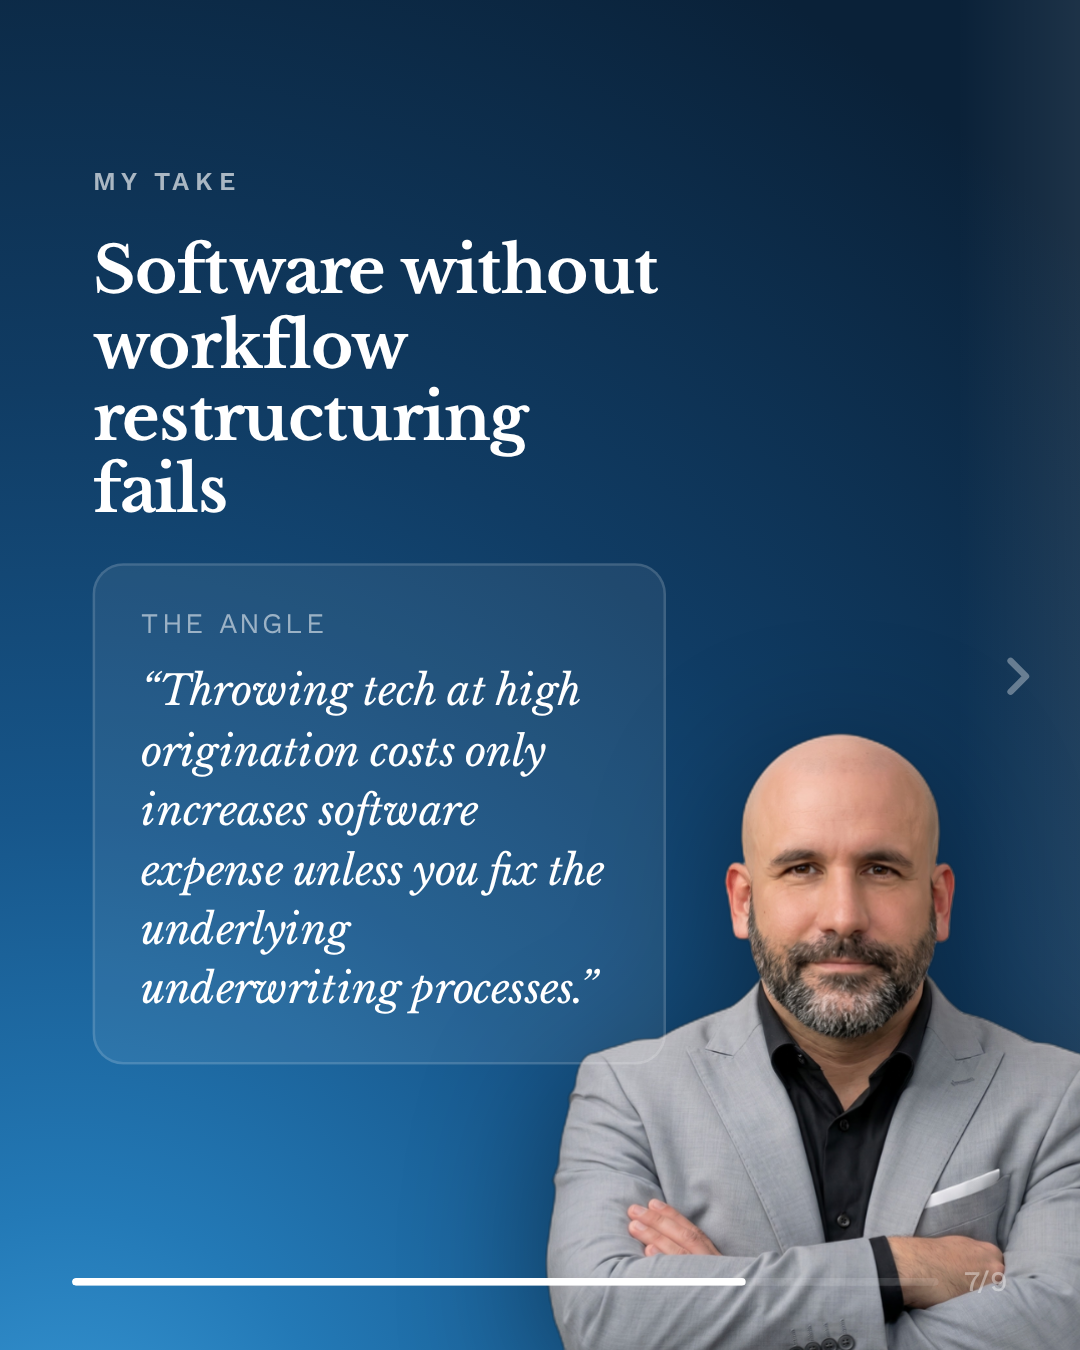 MY TAKE
Software without
workflow
restructuring
fails
THE ANGLE
“Throwing tech at high
origination costs only
increases software
expense unless you fix the
underlying
underwriting processes.”
7/9